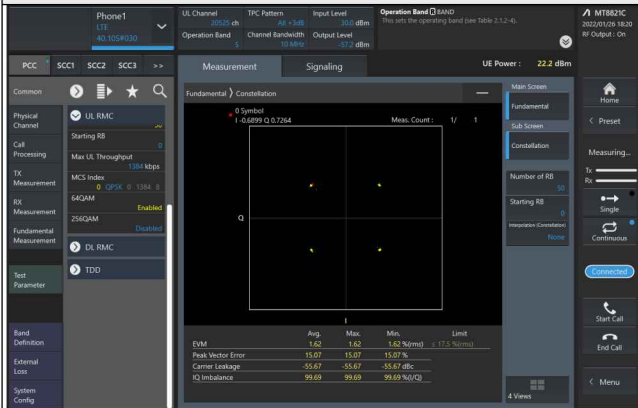 Phone1
LTE
40.105#030
UL Channel
20525 ch
TPC Pattern
All +3dB
Input Level
30.0 dBm
Operation Band
5
Channel Bandwidth
10 MHz
Output Level
-57.2 dBm
Operation Band BAND
This sets the operating band (see Table 2.1.2-4).
MT8821C
2022/01/26 18:20
RF Output : On
PCC
SCC1
SCC2
SCC3
>>
Measurement
Signaling
UE Power : 22.2 dBm
Common
Physical
Channel
Call
Processing
TX
Measurement
RX
Measurement
Fundamental
Measurement
Test
Parameter
Band
Definition
External
Loss
System
Config
UL RMC
Starting RB
0
Max UL Throughput
1384 kbps
MCS Index
0 QPSK 0 1384 8
64QAM
Enabled
256QAM
Disabled
DL RMC
TDD
Fundamental > Constellation
0 Symbol
I -0.6899 Q 0.7264
Meas. Count : 1/ 1
Q
I
Avg. Max. Min. Limit
EVM 1.62 1.62 1.62 %(rms) ≤ 17.5 %(rms)
Peak Vector Error 15.07 15.07 15.07 %
Carrier Leakage -55.67 -55.67 -55.67 dBc
IQ Imbalance 99.69 99.69 99.69 %(I/Q)
Main Screen
Fundamental
Sub Screen
Constellation
Number of RB
50
Starting RB
0
Interpolation (Constellation)
None
4 Views
Home
< Preset
Measuring...
Tx
Rx
Single
Continuous
Connected
Start Call
End Call
< Menu